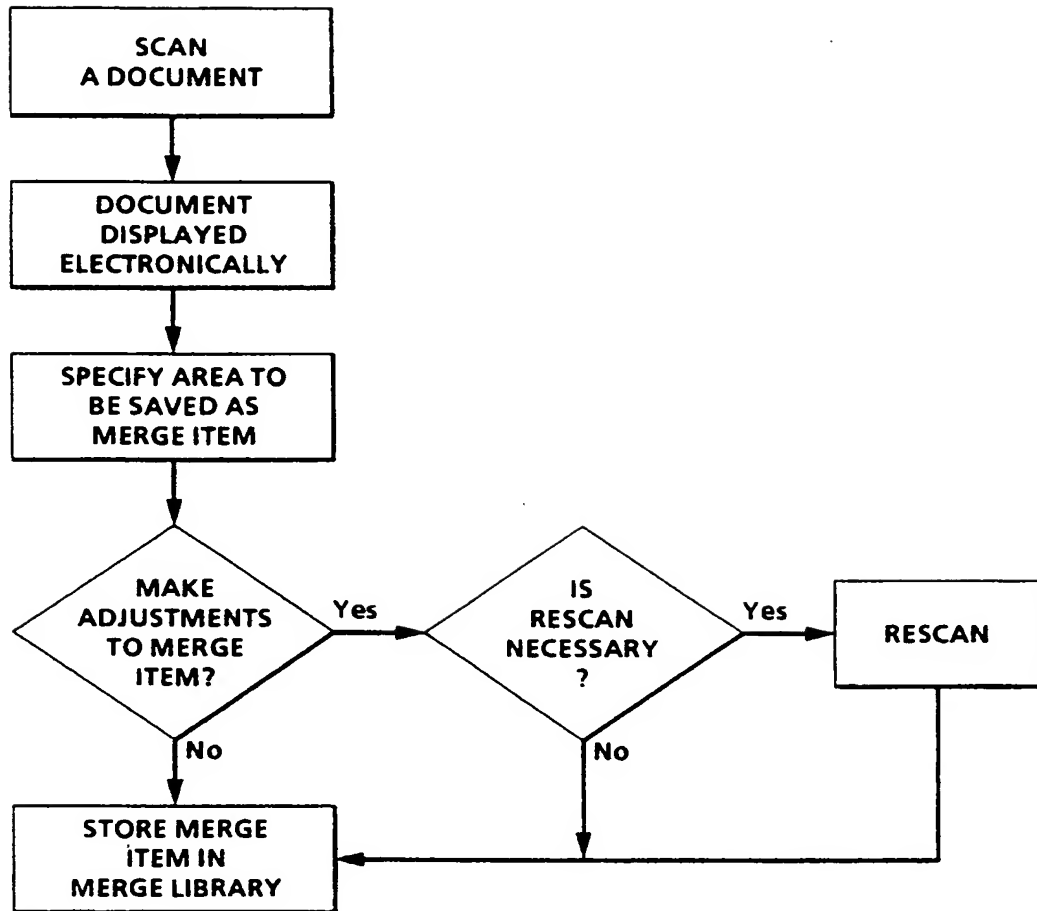 SCAN
A DOCUMENT
DOCUMENT
DISPLAYED
ELECTRONICALLY
SPECIFY AREA TO
BE SAVED AS
MERGE ITEM
MAKE
ADJUSTMENTS
TO MERGE
ITEM?
Yes
No
IS
RESCAN
NECESSARY
?
Yes
No
RESCAN
STORE MERGE
ITEM IN
MERGE LIBRARY